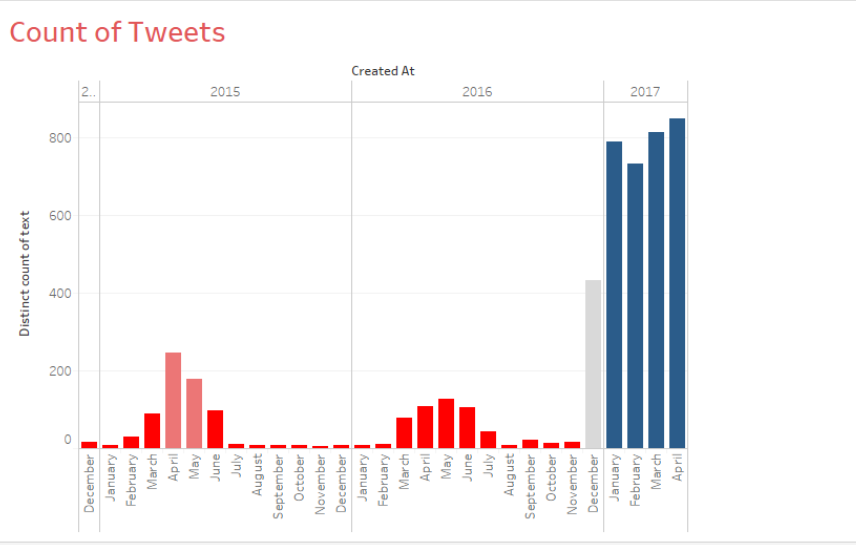 Count of Tweets
Created At
2.. 2015 2016 2017
Distinct count of text
800
600
400
200
0
December January February March April May June July August September October November December January February March April May June July August September October November December January February March April